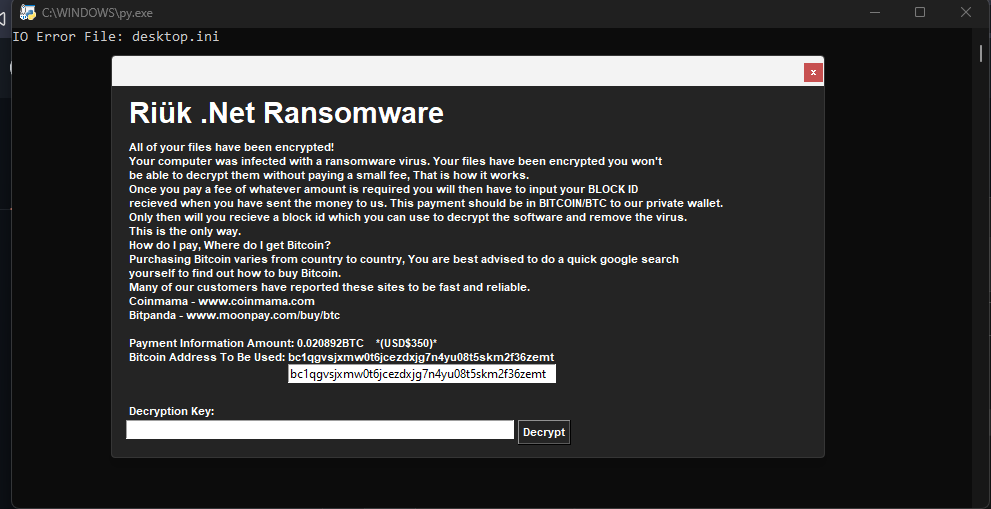 C:\WINDOWS\py.exe
IO Error File: desktop.ini
x
Riük .Net Ransomware
All of your files have been encrypted!
Your computer was infected with a ransomware virus. Your files have been encrypted you won't
be able to decrypt them without paying a small fee, That is how it works.
Once you pay a fee of whatever amount is required you will then have to input your BLOCK ID
recieved when you have sent the money to us. This payment should be in BITCOIN/BTC to our private wallet.
Only then will you recieve a block id which you can use to decrypt the software and remove the virus.
This is the only way.
How do I pay, Where do I get Bitcoin?
Purchasing Bitcoin varies from country to country, You are best advised to do a quick google search
yourself to find out how to buy Bitcoin.
Many of our customers have reported these sites to be fast and reliable.
Coinmama - www.coinmama.com
Bitpanda - www.moonpay.com/buy/btc
Payment Information Amount: 0.020892BTC *(USD$350)*
Bitcoin Address To Be Used: bc1qgvsjxmw0t6jcezdxjg7n4yu08t5skm2f36zemt
bc1qgvsjxmw0t6jcezdxjg7n4yu08t5skm2f36zemt
Decryption Key:
Decrypt